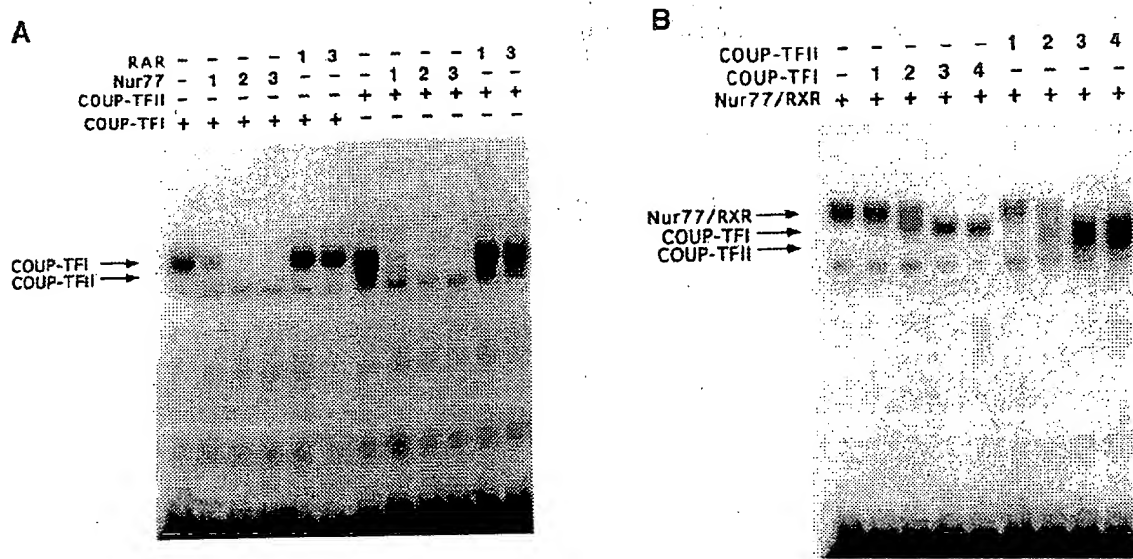 A
RAR - - - - 1 3 - - - - 1 3
Nur77 - 1 2 3 - - - 1 2 3 - -
COUP-TFII - - - - - - + + + + + +
COUP-TFI + + + + + + - - - - - -
COUP-TFI
COUP-TFII
B
COUP-TFII - - - - - 1 2 3 4
COUP-TFI - 1 2 3 4 - - - -
Nur77/RXR + + + + + + + + +
Nur77/RXR
COUP-TFI
COUP-TFII